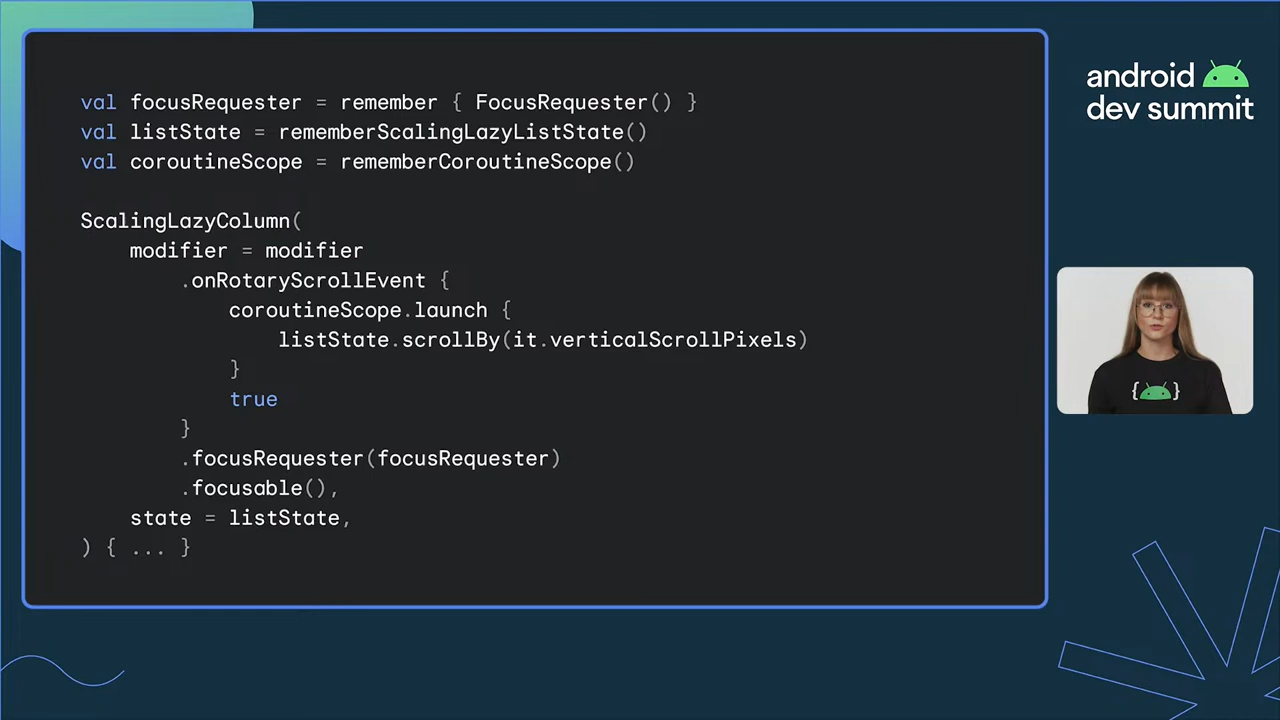 val focusRequester = remember { FocusRequester() }
val listState = rememberScalingLazyListState()
val coroutineScope = rememberCoroutineScope()
ScalingLazyColumn(
    modifier = modifier
        .onRotaryScrollEvent {
            coroutineScope.launch {
                listState.scrollBy(it.verticalScrollPixels)
            }
            true
        }
        .focusRequester(focusRequester)
        .focusable(),
    state = listState,
) { ... }
android
dev summit
{ }